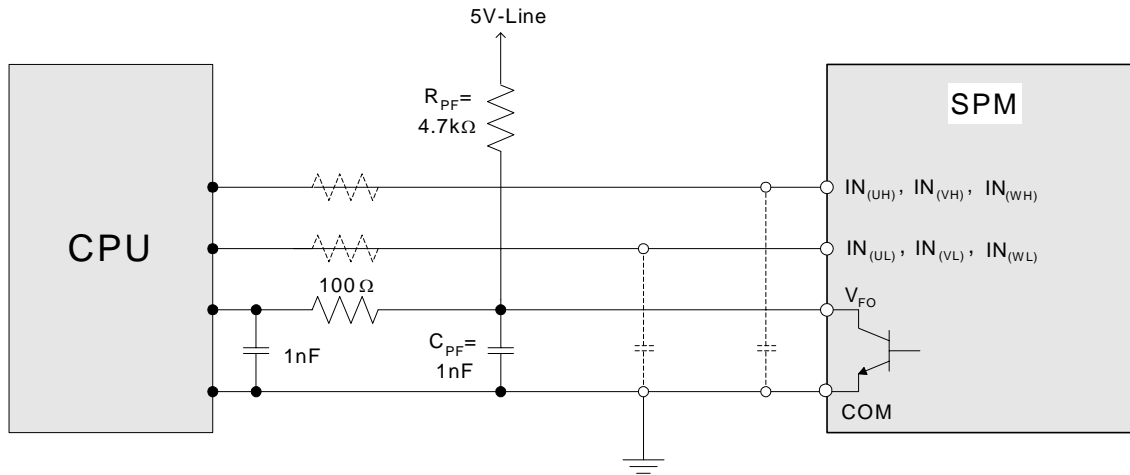 5V-Line
R_PF=
4.7kΩ
SPM
CPU
IN_(UH), IN_(VH), IN_(WH)
IN_(UL), IN_(VL), IN_(WL)
100 Ω
V_FO
1nF
C_PF=
1nF
COM